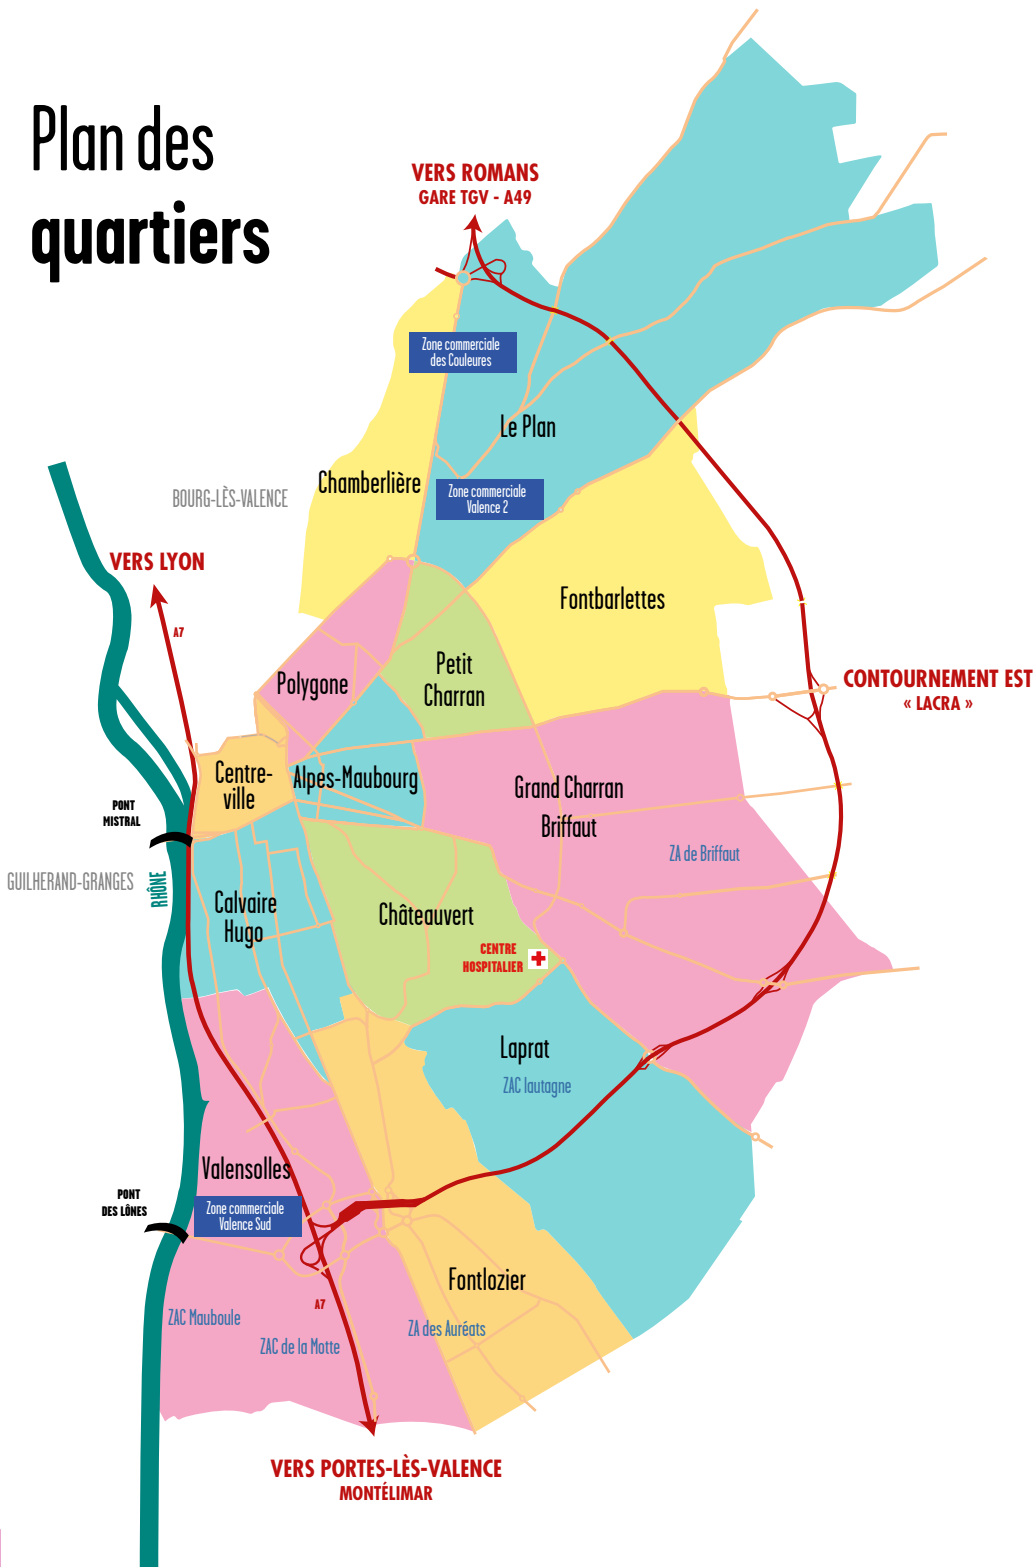 Plan des
quartiers
VERS ROMANS
GARE TGV - A49
Zone commerciale
des Couleures
Le Plan
Chamberlière
Zone commerciale
Valence 2
BOURG-LÈS-VALENCE
VERS LYON
A7
Fontbarlettes
Petit
Charran
Polygone
CONTOURNEMENT EST
« LACRA »
Centre-
ville
Alpes-Maubourg
Grand Charran
Briffaut
PONT
MISTRAL
ZA de Briffaut
GUILHERAND-GRANGES
RHÔNE
Calvaire
Hugo
Châteauvert
CENTRE
HOSPITALIER
Laprat
ZAC lautagne
Valensolles
PONT
DES LÔNES
Zone commerciale
Valence Sud
Fontlozier
A7
ZAC Mauboule
ZA des Auréats
ZAC de la Motte
VERS PORTES-LÈS-VALENCE
MONTÉLIMAR